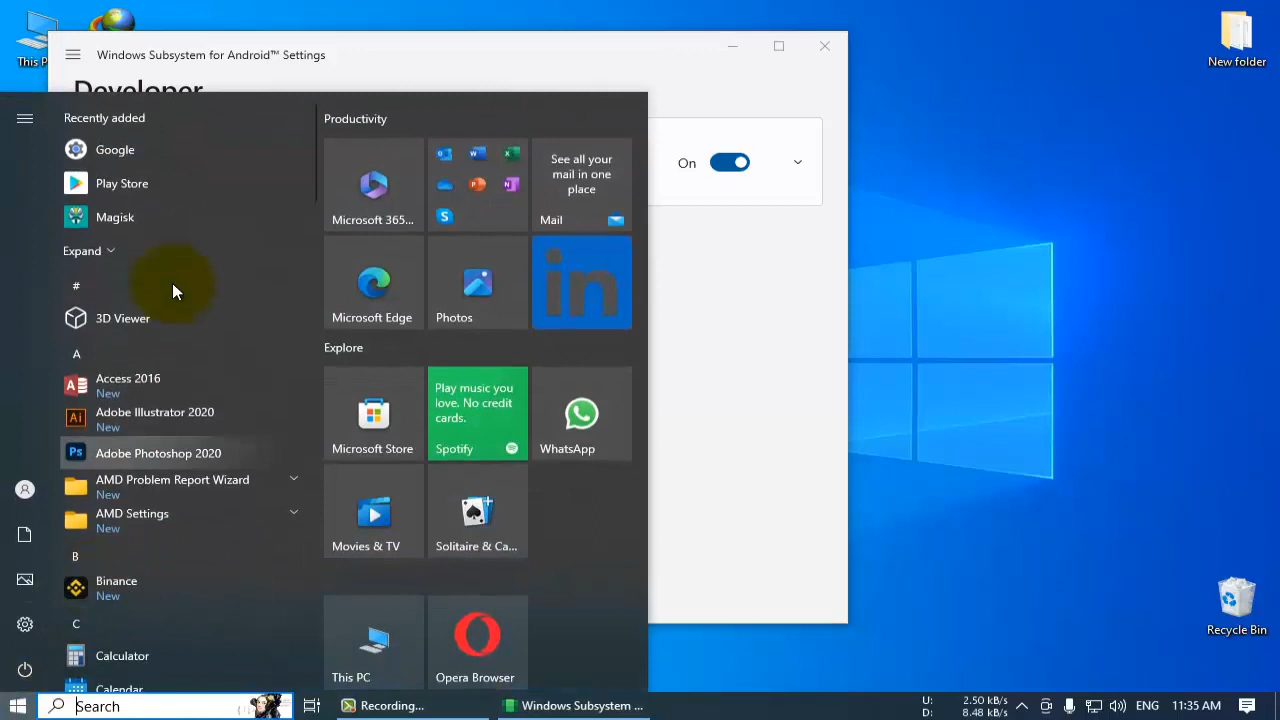 This P
New folder
Windows Subsystem for Android™ Settings
Developer
On
Recently added
Google
Play Store
Magisk
Expand
#
3D Viewer
A
Access 2016
New
Adobe Illustrator 2020
New
Adobe Photoshop 2020
AMD Problem Report Wizard
New
AMD Settings
New
B
Binance
New
C
Calculator
Calendar
Productivity
Microsoft 365...
See all your
mail in one
place
Mail
Microsoft Edge
Photos
in
Explore
Microsoft Store
Play music you
love. No credit
cards.
Spotify
WhatsApp
Movies & TV
Solitaire & Ca...
This PC
Opera Browser
Recycle Bin
Search
Recording...
Windows Subsystem ...
U: 2.50 kB/s
D: 8.48 kB/s
ENG
11:35 AM